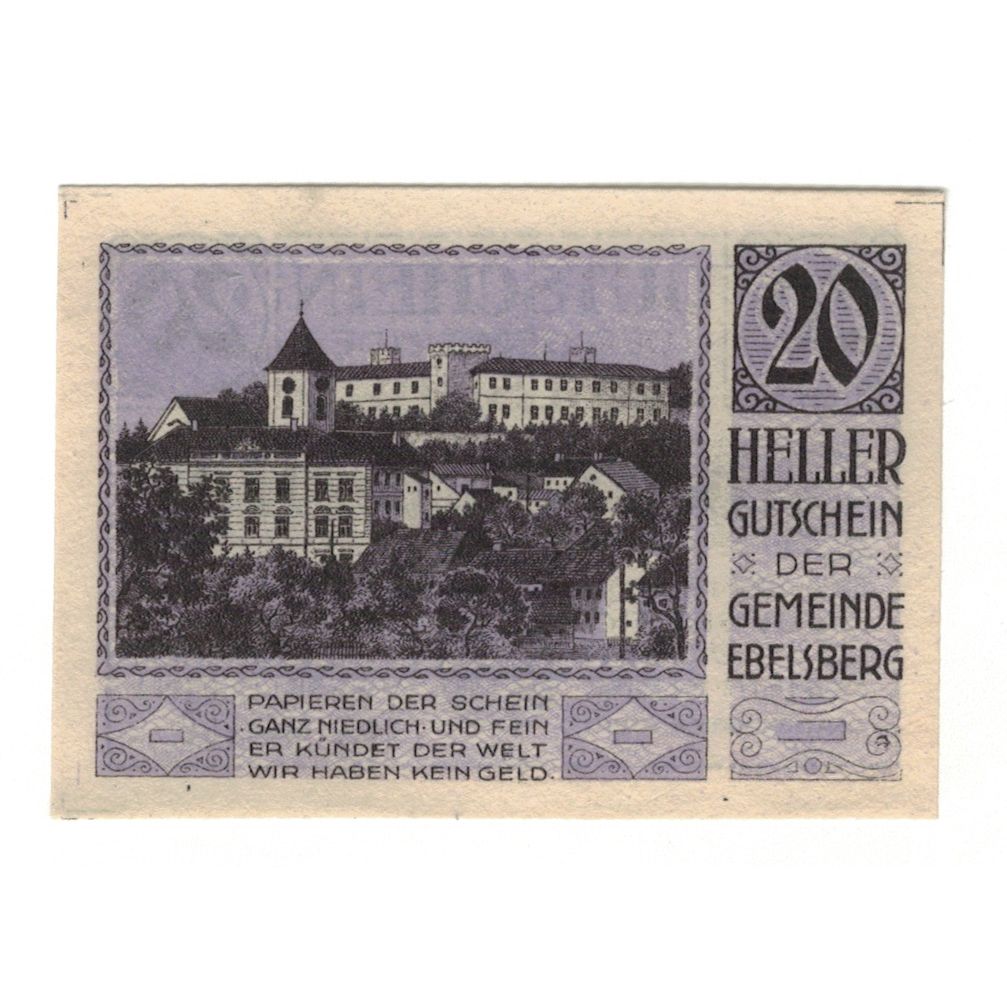 20
HELLER
GUTSCHEIN
DER
GEMEINDE
EBELSBERG
PAPIEREN DER SCHEIN
GANZ NIEDLICH · UND FEIN
ER KÜNDET DER WELT
WIR HABEN KEIN GELD.